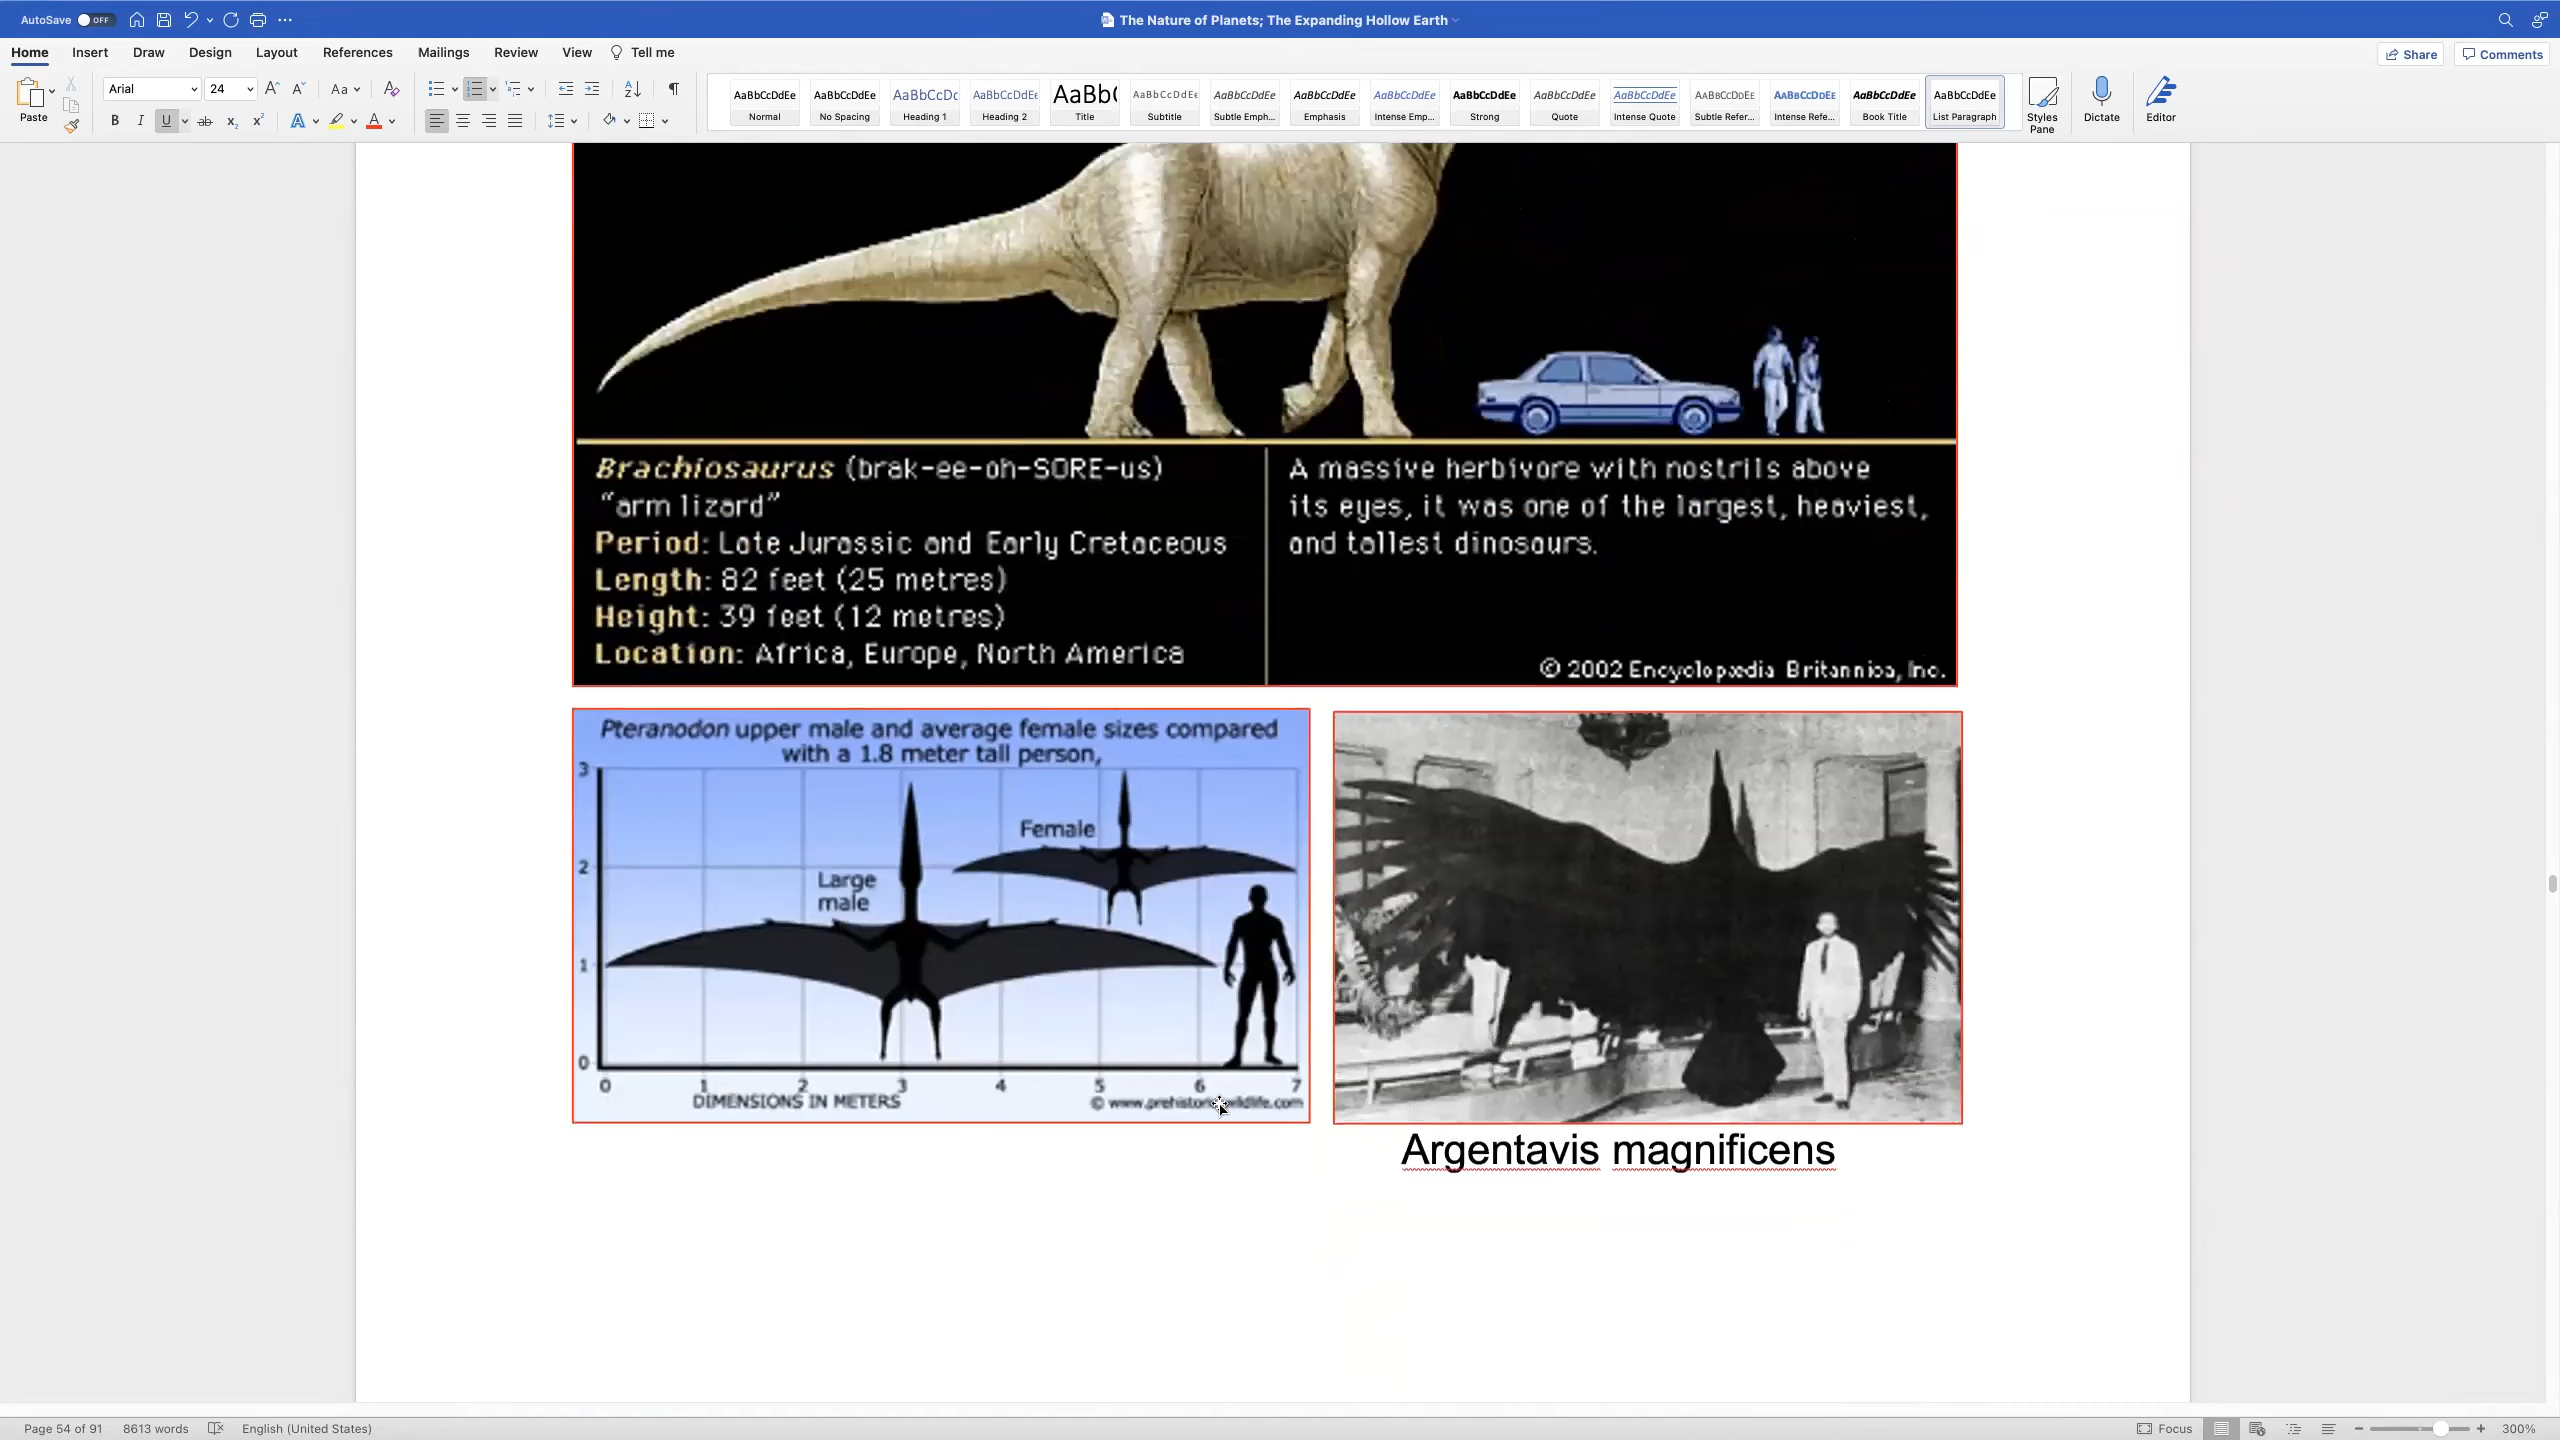 AutoSave OFF
The Nature of Planets; The Expanding Hollow Earth
Home Insert Draw Design Layout References Mailings Review View Tell me
Share Comments
Paste
Arial 24 Aa
AaBbCcDdEe AaBbCcDdEe AaBbCcDc AaBbCcDdEe AaBb( AaBbCcDdEe AaBbCcDdEe AaBbCcDdEe AaBbCcDdEe AaBbCcDdEe AaBbCcDdEe AaBbCcDdEe AaBbCcDdEe AaBbCcDdEe AaBbCcDdEe AaBbCcDdEe
Normal No Spacing Heading 1 Heading 2 Title Subtitle Subtle Emph... Emphasis Intense Emp... Strong Quote Intense Quote Subtle Refer... Intense Refe... Book Title List Paragraph
Styles Pane
Dictate
Editor
Brachiosaurus (brak-ee-oh-SORE-us)
"arm lizard"
Period: Late Jurassic and Early Cretaceous
Length: 82 feet (25 metres)
Height: 39 feet (12 metres)
Location: Africa, Europe, North America
A massive herbivore with nostrils above
its eyes, it was one of the largest, heaviest,
and tallest dinosaurs.
© 2002 Encyclopædia Britannica, Inc.
Pteranodon upper male and average female sizes compared
with a 1.8 meter tall person,
3
Female
2
Large
male
1
0
0 1 2 3 4 5 6 7
DIMENSIONS IN METERS
© www.prehistoricwildlife.com
Argentavis magnificens
Page 54 of 91 8613 words English (United States)
Focus 300%